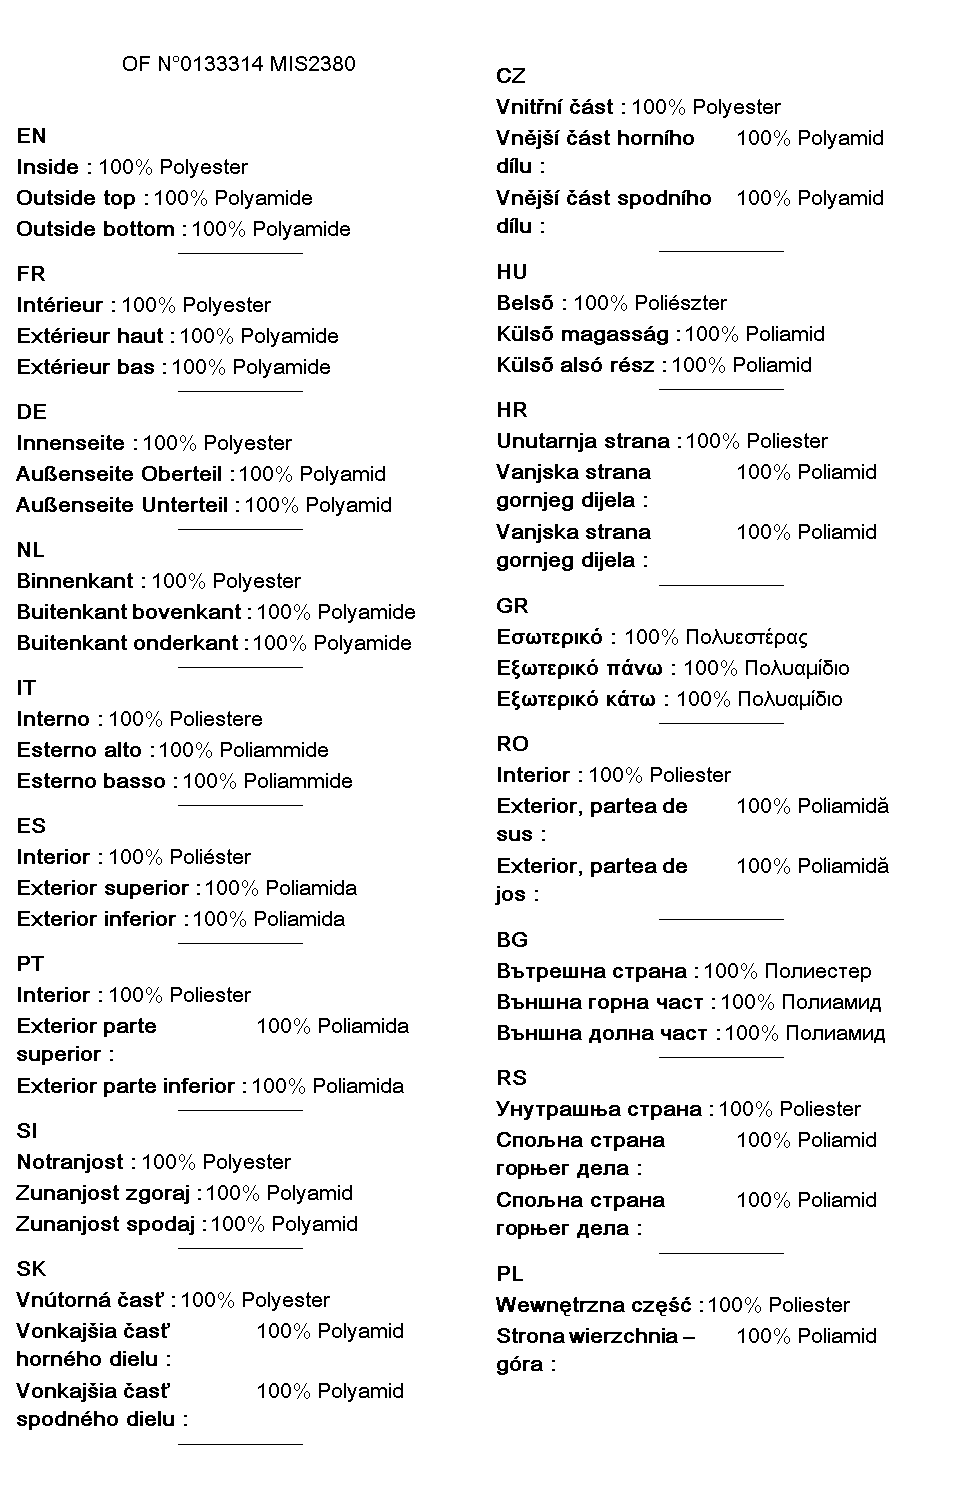 OF N°0133314 MIS2380
EN
Inside : 100% Polyester
Outside top : 100% Polyamide
Outside bottom : 100% Polyamide
FR
Intérieur : 100% Polyester
Extérieur haut : 100% Polyamide
Extérieur bas : 100% Polyamide
DE
Innenseite : 100% Polyester
Außenseite Oberteil : 100% Polyamid
Außenseite Unterteil : 100% Polyamid
NL
Binnenkant : 100% Polyester
Buitenkant bovenkant : 100% Polyamide
Buitenkant onderkant : 100% Polyamide
IT
Interno : 100% Poliestere
Esterno alto : 100% Poliammide
Esterno basso : 100% Poliammide
ES
Interior : 100% Poliéster
Exterior superior : 100% Poliamida
Exterior inferior : 100% Poliamida
PT
Interior : 100% Poliester
Exterior parte 100% Poliamida
superior :
Exterior parte inferior : 100% Poliamida
SI
Notranjost : 100% Polyester
Zunanjost zgoraj : 100% Polyamid
Zunanjost spodaj : 100% Polyamid
SK
Vnútorná časť : 100% Polyester
Vonkajšia časť 100% Polyamid
horného dielu :
Vonkajšia časť 100% Polyamid
spodného dielu :
CZ
Vnitřní část : 100% Polyester
Vnější část horního 100% Polyamid
dílu :
Vnější část spodního 100% Polyamid
dílu :
HU
Belső : 100% Poliészter
Külső magasság : 100% Poliamid
Külső alsó rész : 100% Poliamid
HR
Unutarnja strana : 100% Poliester
Vanjska strana 100% Poliamid
gornjeg dijela :
Vanjska strana 100% Poliamid
gornjeg dijela :
GR
Εσωτερικό : 100% Πολυεστέρας
Εξωτερικό πάνω : 100% Πολυαμίδιο
Εξωτερικό κάτω : 100% Πολυαμίδιο
RO
Interior : 100% Poliester
Exterior, partea de 100% Poliamidă
sus :
Exterior, partea de 100% Poliamidă
jos :
BG
Вътрешна страна : 100% Полиестер
Външна горна част : 100% Полиамид
Външна долна част : 100% Полиамид
RS
Унутрашња страна : 100% Poliester
Спољна страна 100% Poliamid
горњег дела :
Спољна страна 100% Poliamid
горњег дела :
PL
Wewnętrzna część : 100% Poliester
Strona wierzchnia – 100% Poliamid
góra :